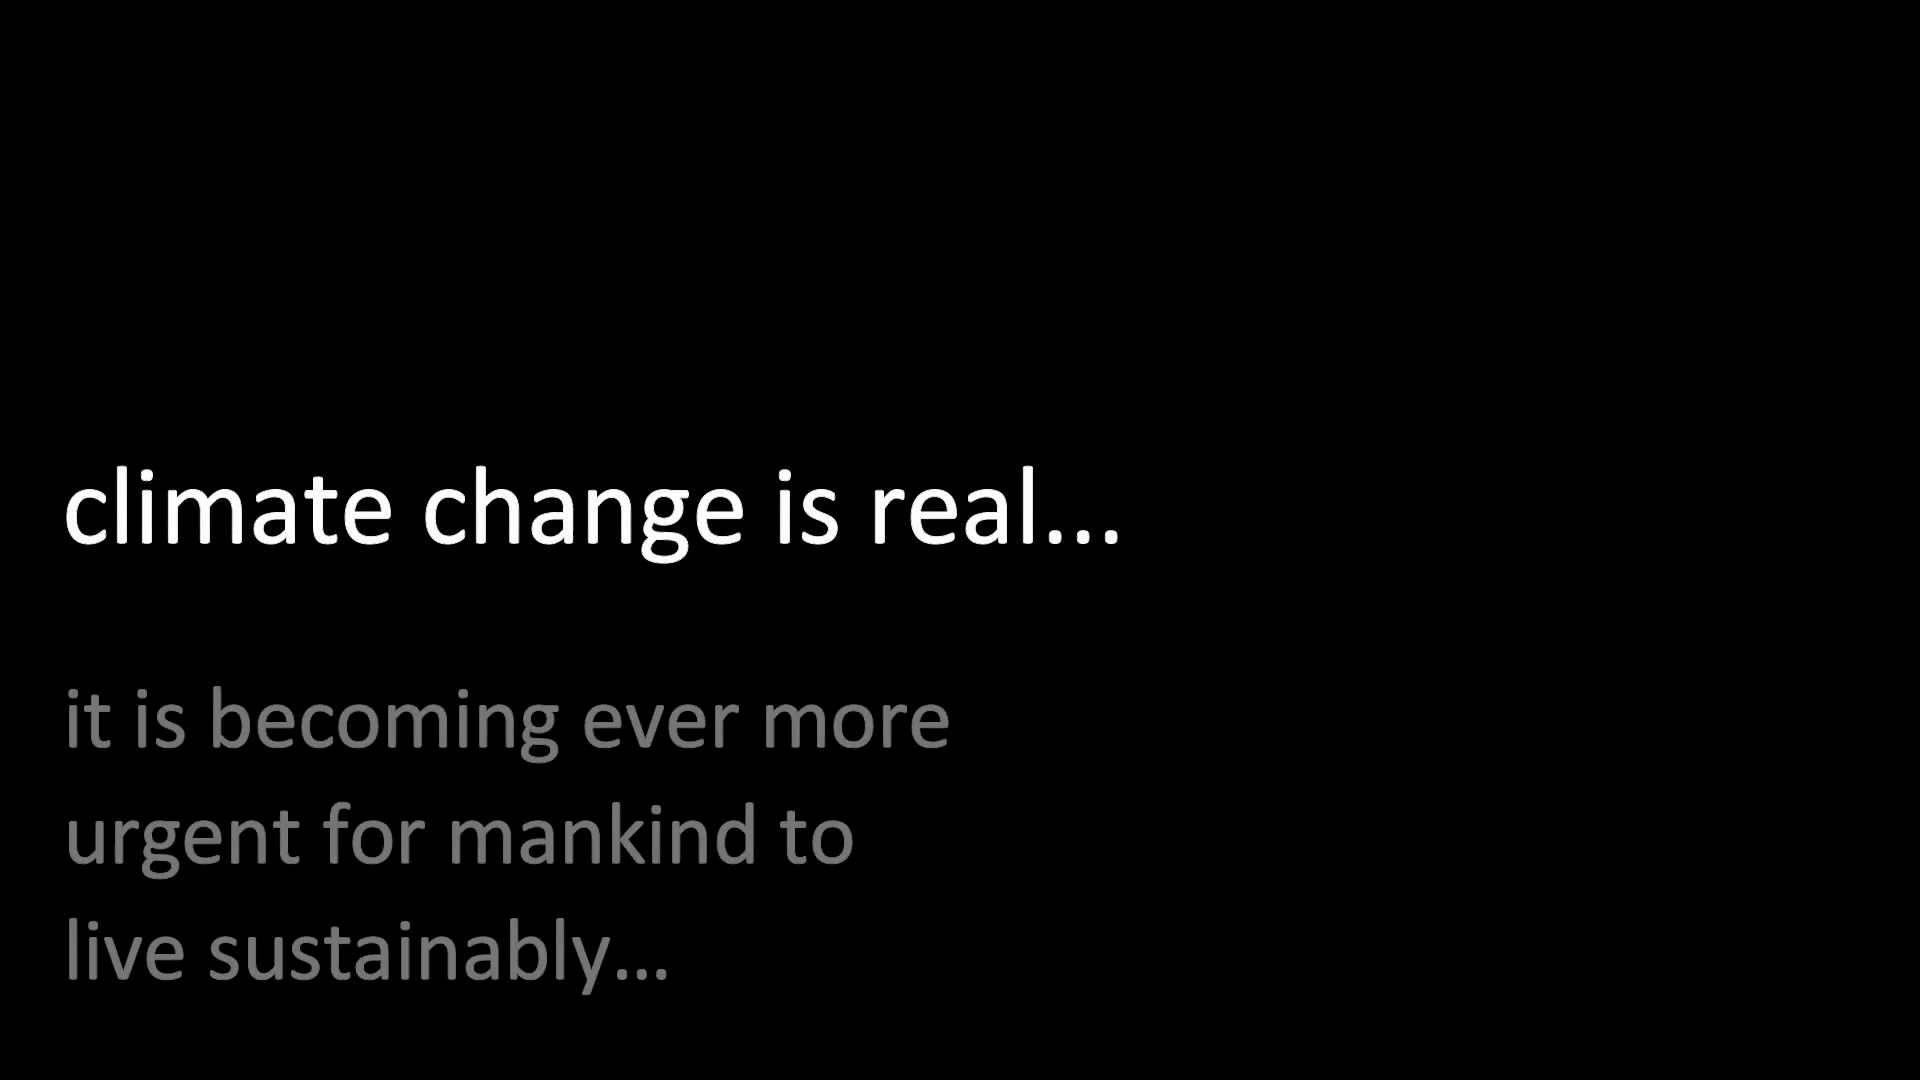 climate change is real...
it is becoming ever more
urgent for mankind to
live sustainably...